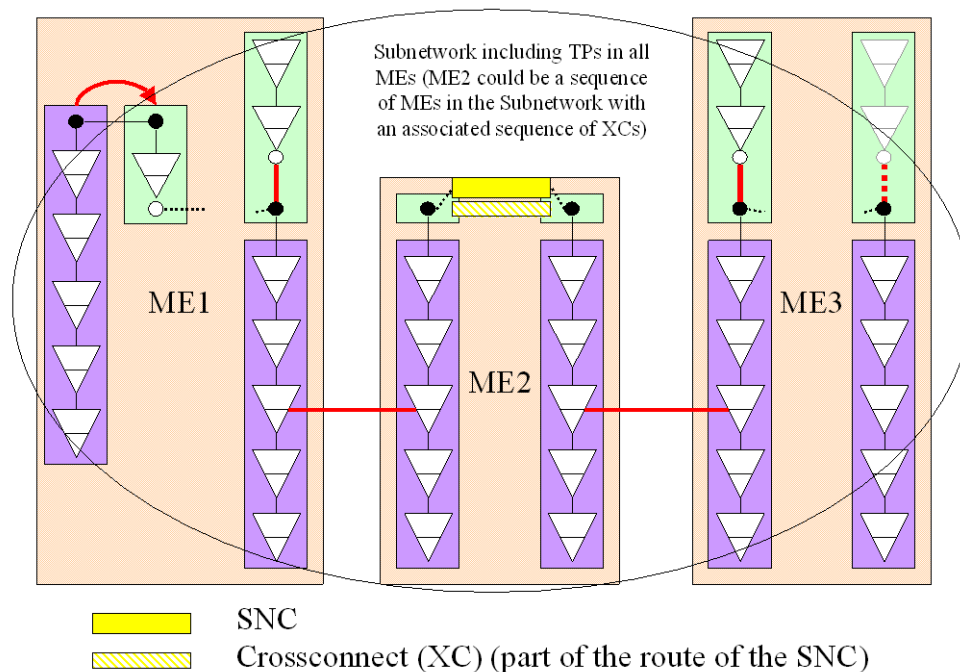 Subnetwork including TPs in all
MEs (ME2 could be a sequence
of MEs in the Subnetwork with
an associated sequence of XCs)
ME1
ME3
ME2
SNC
Crossconnect (XC) (part of the route of the SNC)